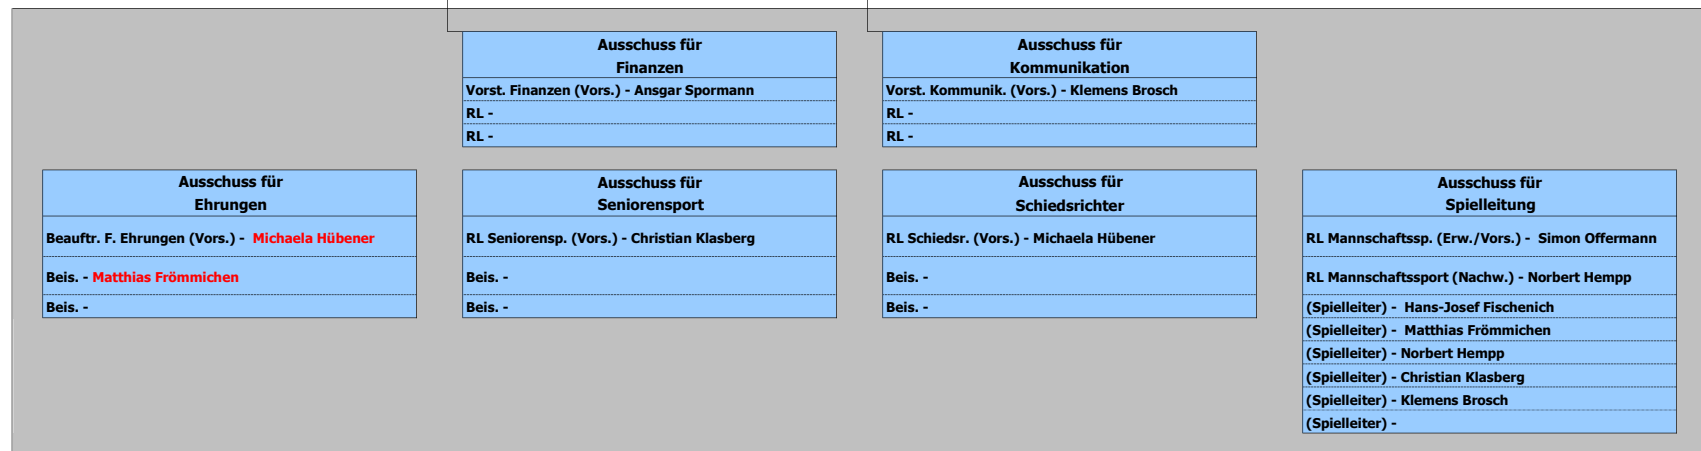 Ausschuss für
Finanzen
Vorst. Finanzen (Vors.) - Ansgar Spormann
RL -
RL -
Ausschuss für
Kommunikation
Vorst. Kommunik. (Vors.) - Klemens Brosch
RL -
RL -
Ausschuss für
Ehrungen
Beauftr. F. Ehrungen (Vors.) - Michaela Hübener
Beis. - Matthias Frömmichen
Beis. -
Ausschuss für
Seniorensport
RL Seniorensp. (Vors.) - Christian Klasberg
Beis. -
Beis. -
Ausschuss für
Schiedsrichter
RL Schiedsr. (Vors.) - Michaela Hübener
Beis. -
Beis. -
Ausschuss für
Spielleitung
RL Mannschaftssp. (Erw./Vors.) - Simon Offermann
RL Mannschaftssport (Nachw.) - Norbert Hempp
(Spielleiter) - Hans-Josef Fischenich
(Spielleiter) - Matthias Frömmichen
(Spielleiter) - Norbert Hempp
(Spielleiter) - Christian Klasberg
(Spielleiter) - Klemens Brosch
(Spielleiter) -